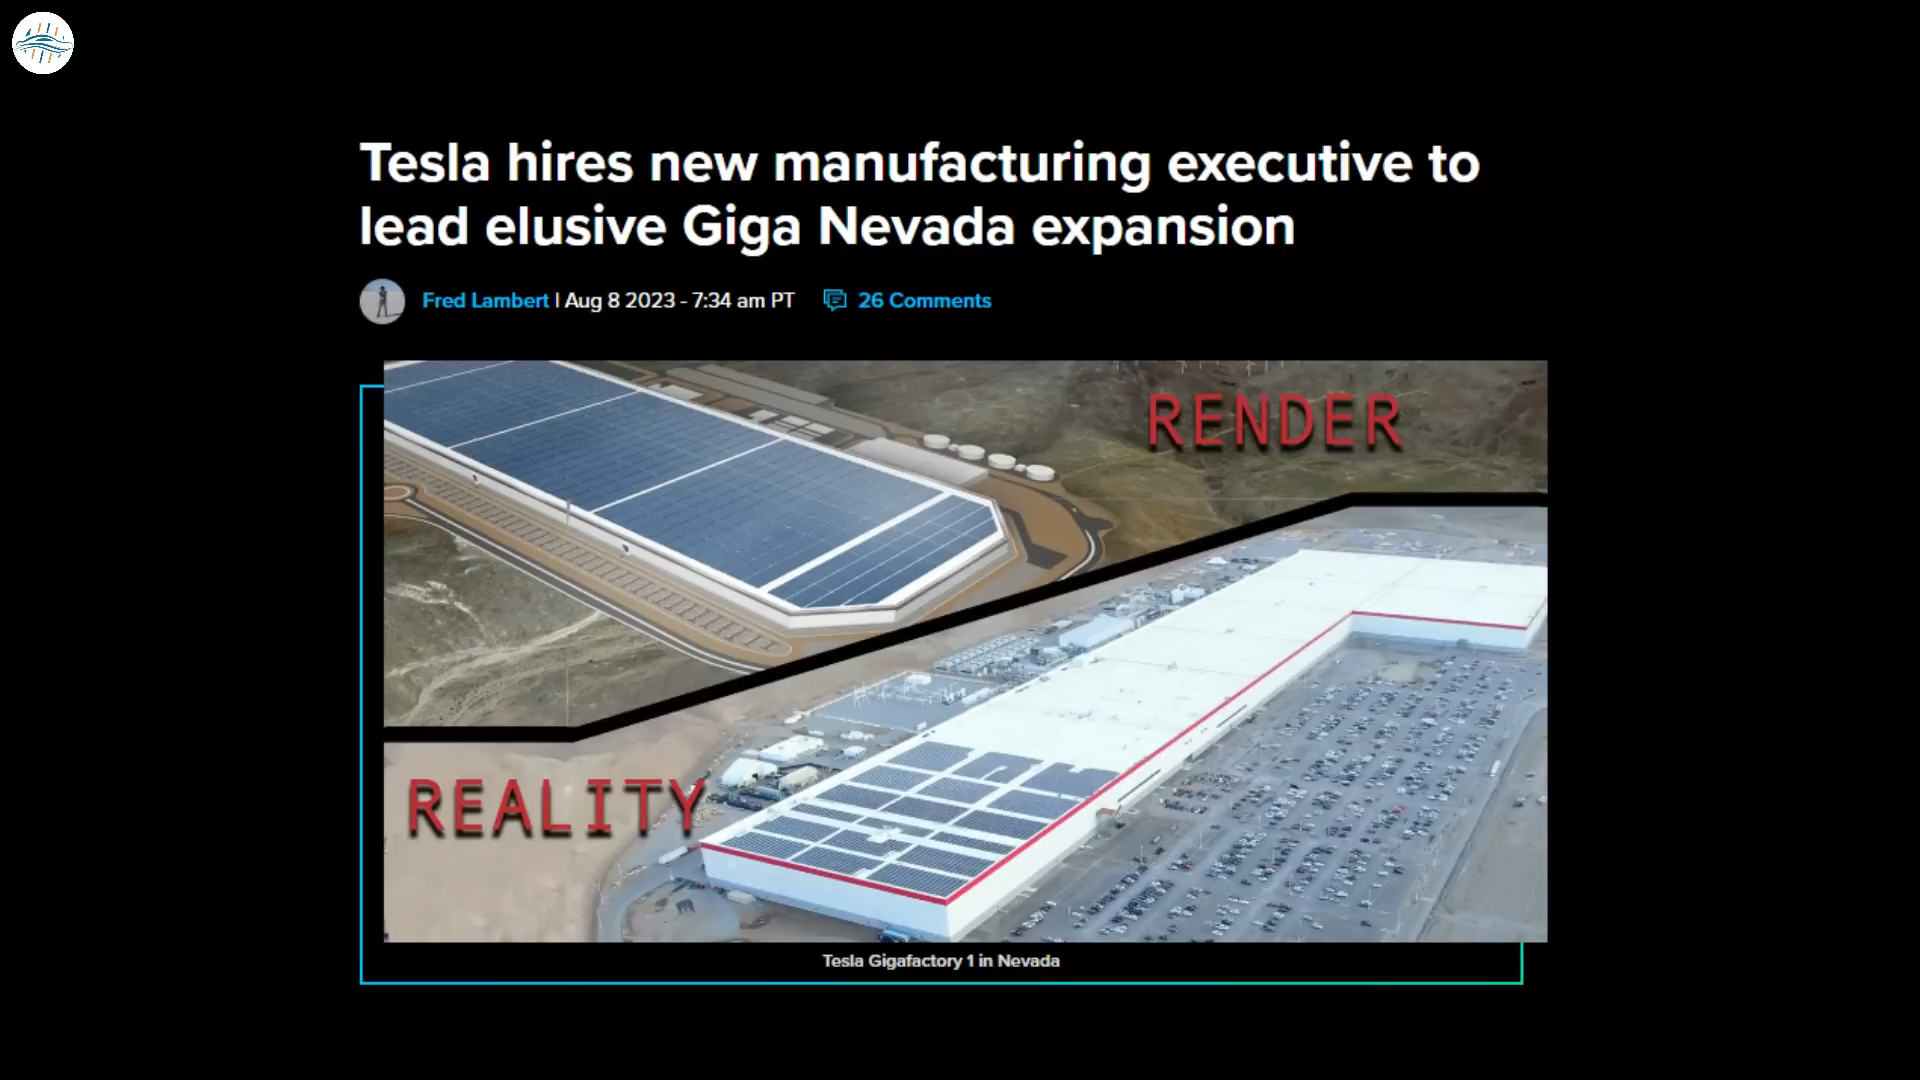 Tesla hires new manufacturing executive to
lead elusive Giga Nevada expansion
Fred Lambert | Aug 8 2023 - 7:34 am PT 26 Comments
RENDER
REALITY
Tesla Gigafactory 1 in Nevada